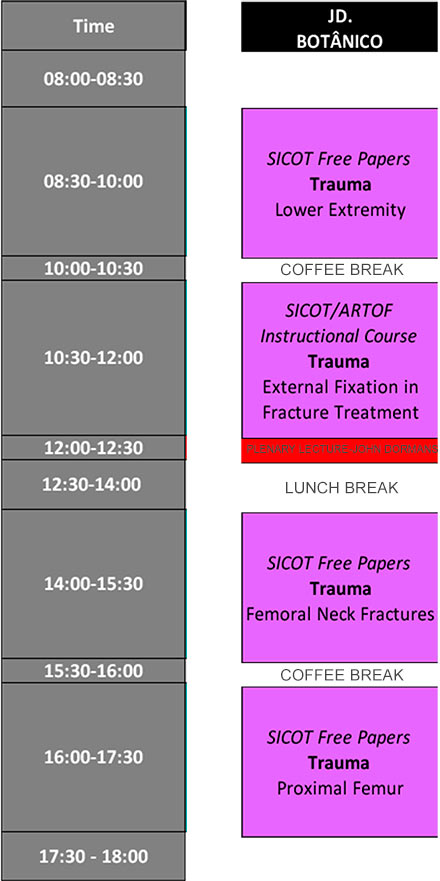 Time
JD.
BOTÂNICO
08:00-08:30
08:30-10:00
SICOT Free Papers
Trauma
Lower Extremity
10:00-10:30
COFFEE BREAK
10:30-12:00
SICOT/ARTOF
Instructional Course
Trauma
External Fixation in
Fracture Treatment
12:00-12:30
PLENARY LECTURE JOHN
12:30-14:00
LUNCH BREAK
14:00-15:30
SICOT Free Papers
Trauma
Femoral Neck Fractures
15:30-16:00
COFFEE BREAK
16:00-17:30
SICOT Free Papers
Trauma
Proximal Femur
17:30 - 18:00